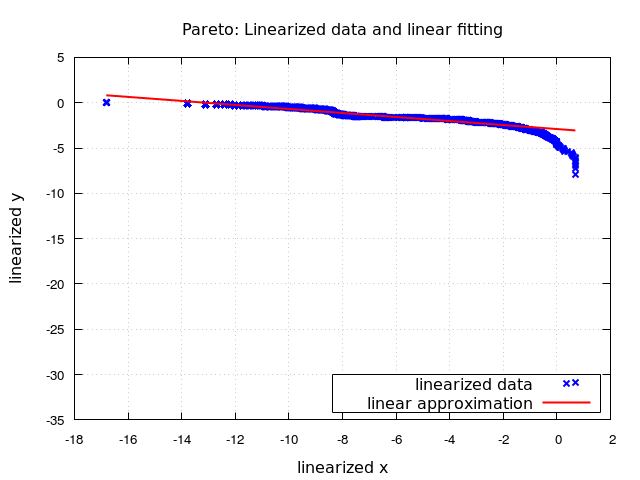 Pareto: Linearized data and linear fitting
5
0
-5
-10
-15
-20
-25
-30
-35
-18 -16 -14 -12 -10 -8 -6 -4 -2 0 2
linearized y
linearized x
linearized data
linear approximation